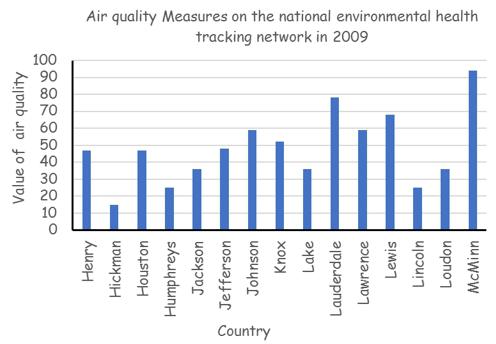 Air quality Measures on the national environmental health
tracking network in 2009
Value of air quality
100
90
80
70
60
50
40
30
20
10
0
Henry
Hickman
Houston
Humphreys
Jackson
Jefferson
Johnson
Knox
Lake
Lauderdale
Lawrence
Lewis
Lincoln
Loudon
McMinn
Country